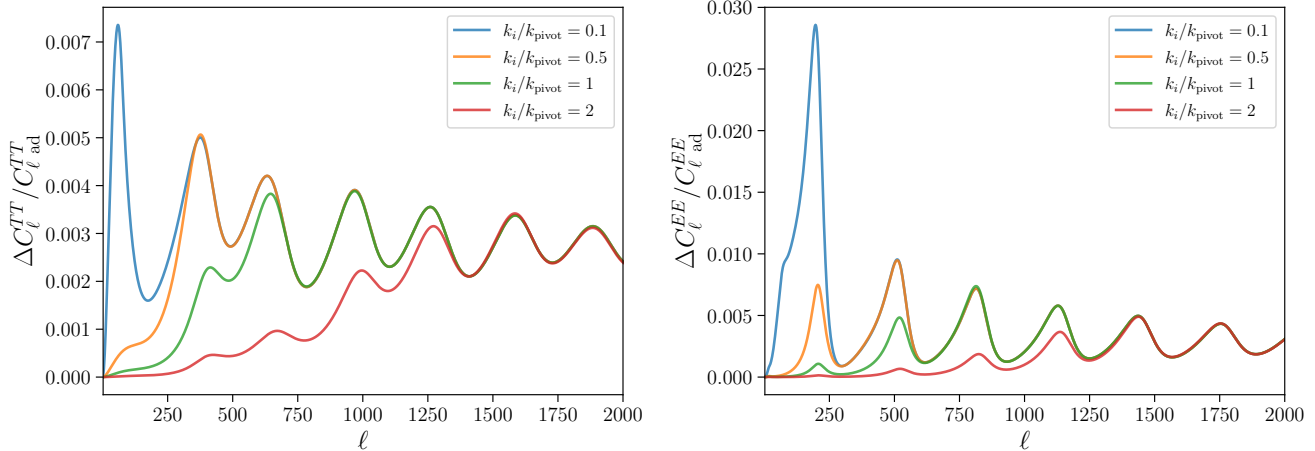 0.007
0.006
0.005
0.004
0.003
0.002
0.001
0.000
ΔC_ℓ^{TT}/C_ℓ^{TT}_{ad}
k_i/k_pivot = 0.1
k_i/k_pivot = 0.5
k_i/k_pivot = 1
k_i/k_pivot = 2
250 500 750 1000 1250 1500 1750 2000
ℓ
0.030
0.025
0.020
0.015
0.010
0.005
0.000
ΔC_ℓ^{EE}/C_ℓ^{EE}_{ad}
k_i/k_pivot = 0.1
k_i/k_pivot = 0.5
k_i/k_pivot = 1
k_i/k_pivot = 2
250 500 750 1000 1250 1500 1750 2000
ℓ